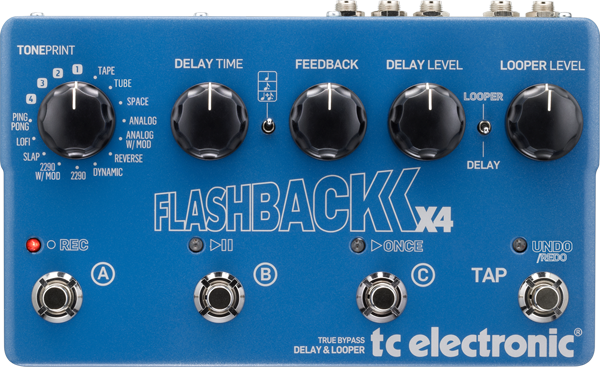 TONEPRINT
4 3 2 1
TAPE
TUBE
SPACE
ANALOG
ANALOG
W/ MOD
REVERSE
DYNAMIC
2290
2290
W/ MOD
SLAP
LOFI
PING
PONG
DELAY TIME
FEEDBACK
DELAY LEVEL
LOOPER LEVEL
LOOPER
DELAY
FLASHBACK X4
REC
A
B
ONCE
C
UNDO
/REDO
TAP
TRUE BYPASS
DELAY & LOOPER
tc electronic®